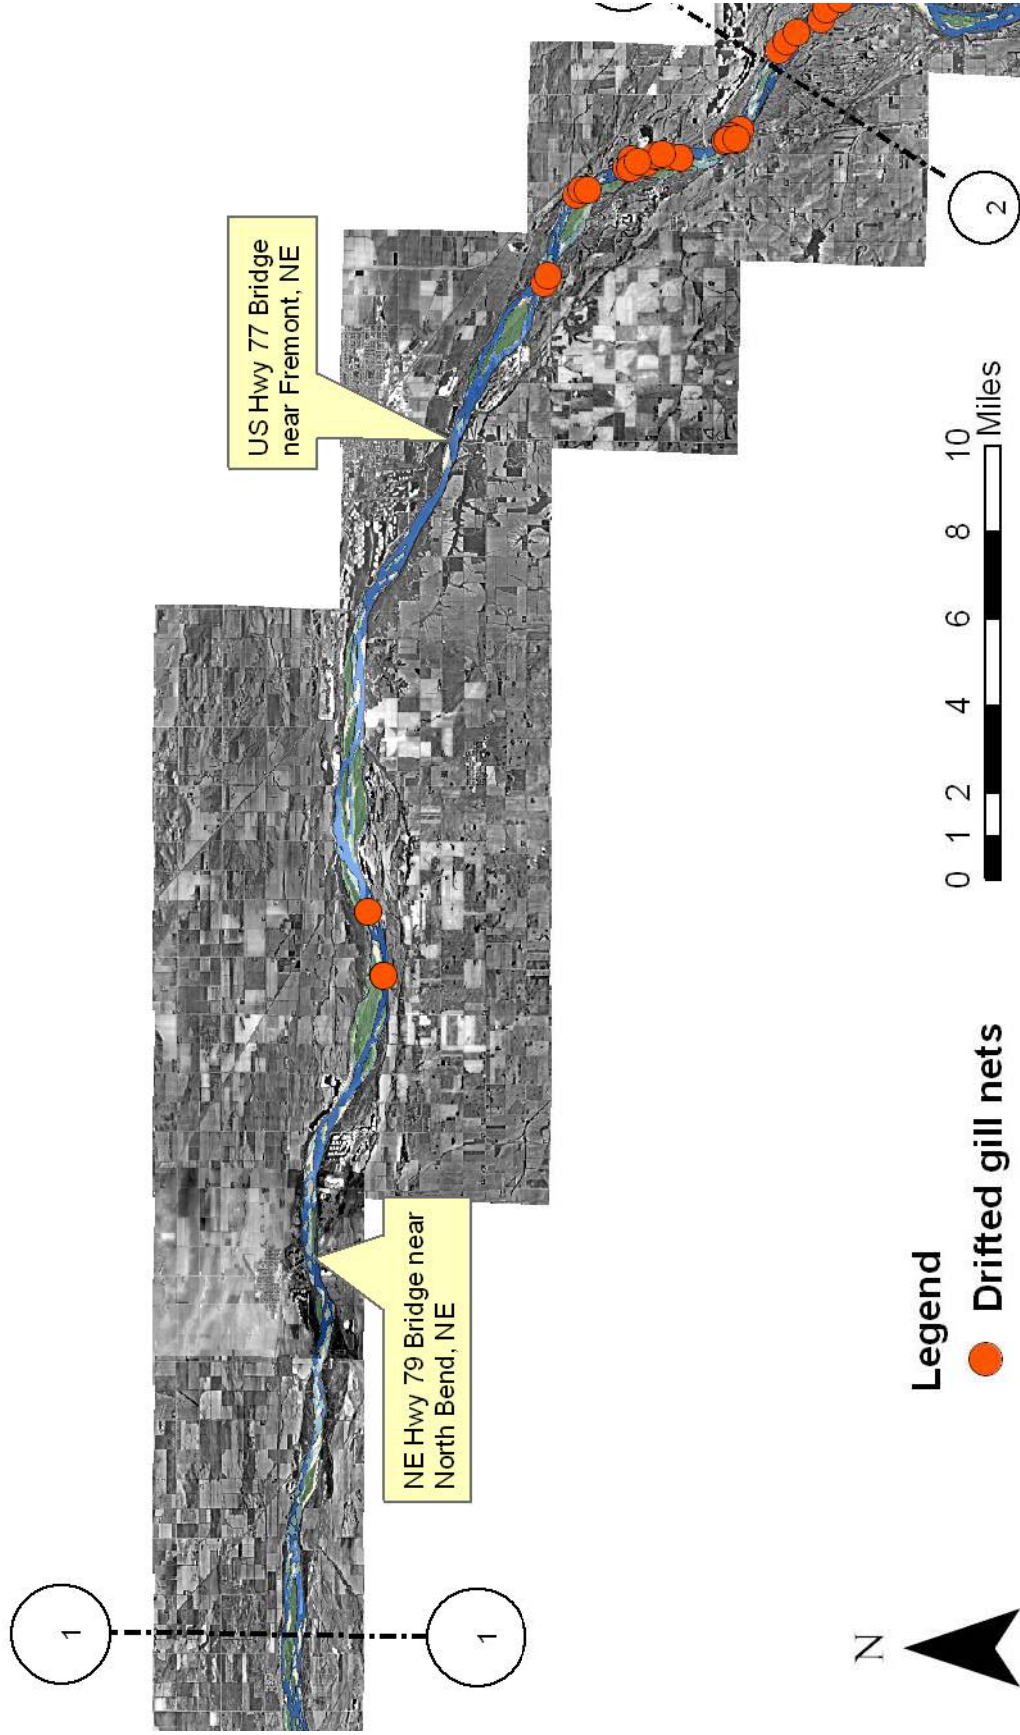 1
1
NE Hwy 79 Bridge near
North Bend, NE
US Hwy 77 Bridge
near Fremont, NE
2
N
Legend
Drifted gill nets
0 1 2 4 6 8 10
Miles